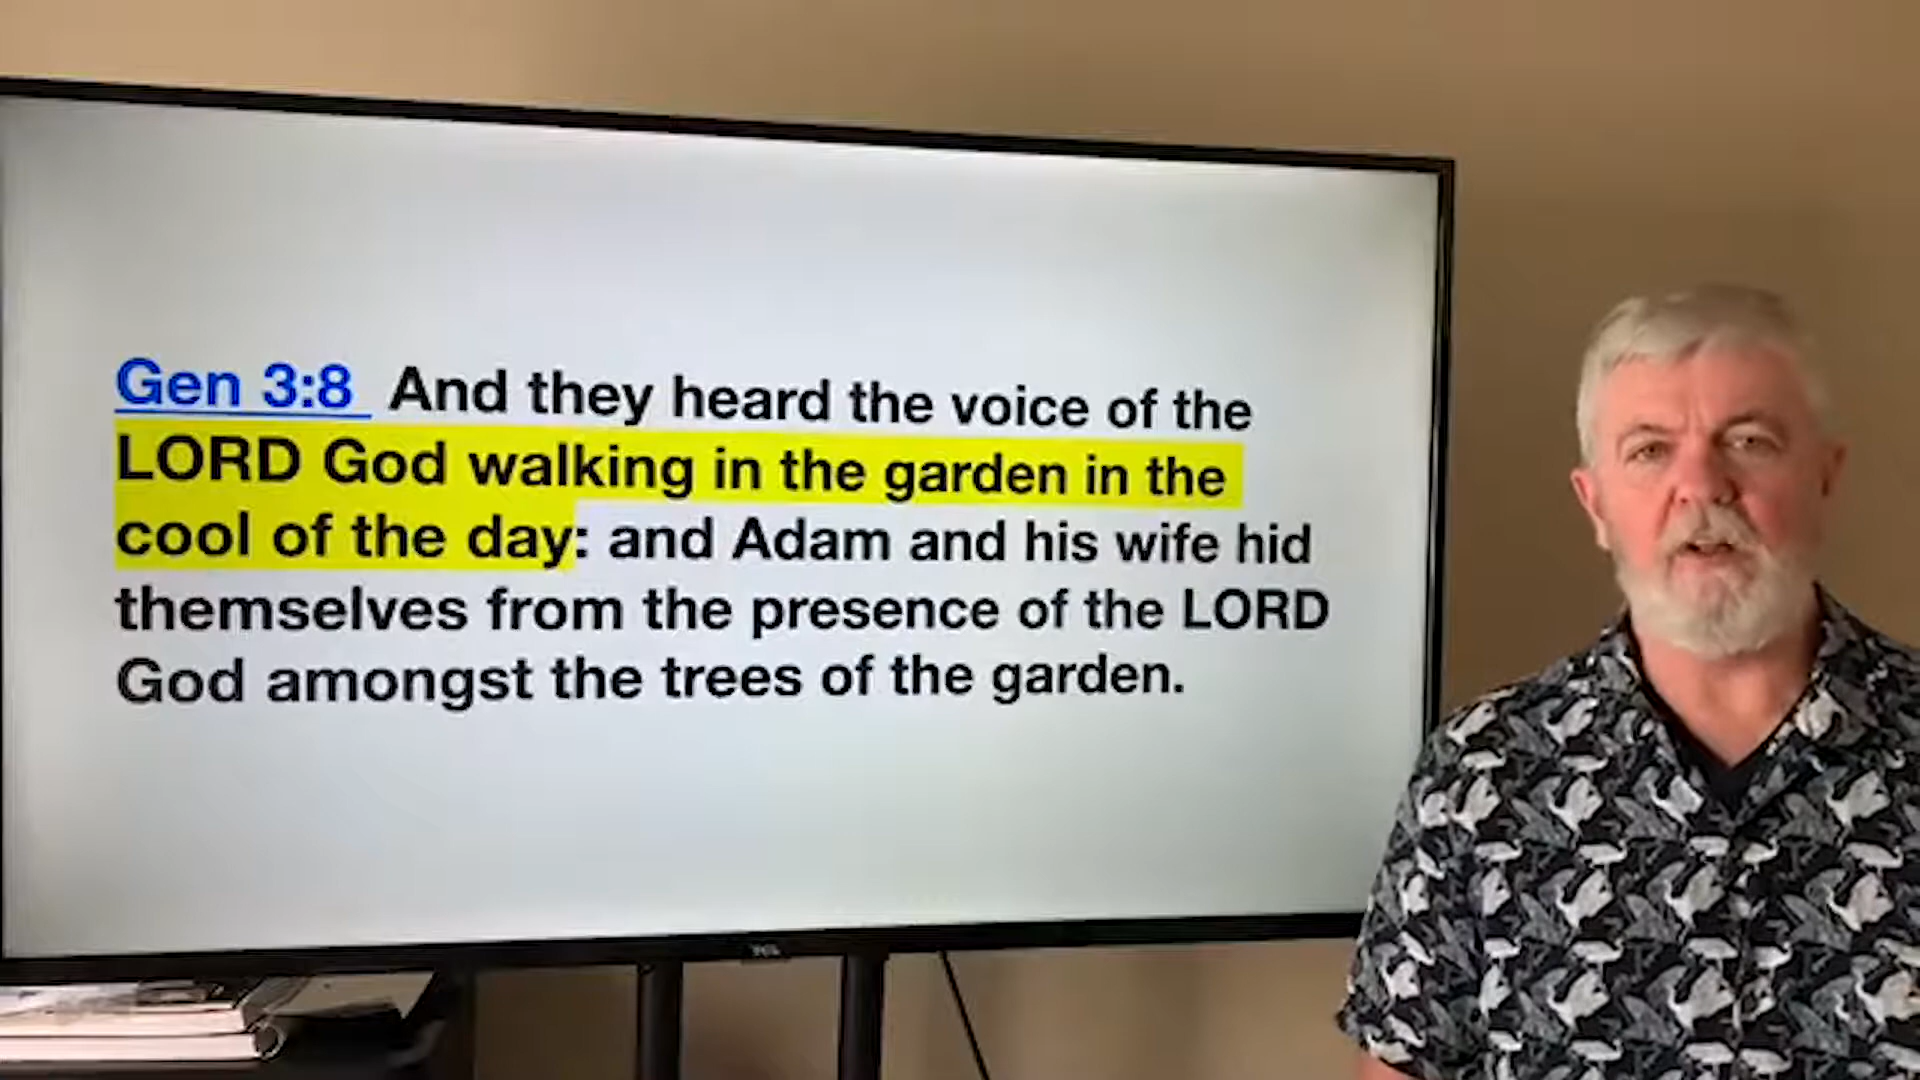 Gen 3:8 And they heard the voice of the
LORD God walking in the garden in the
cool of the day: and Adam and his wife hid
themselves from the presence of the LORD
God amongst the trees of the garden.